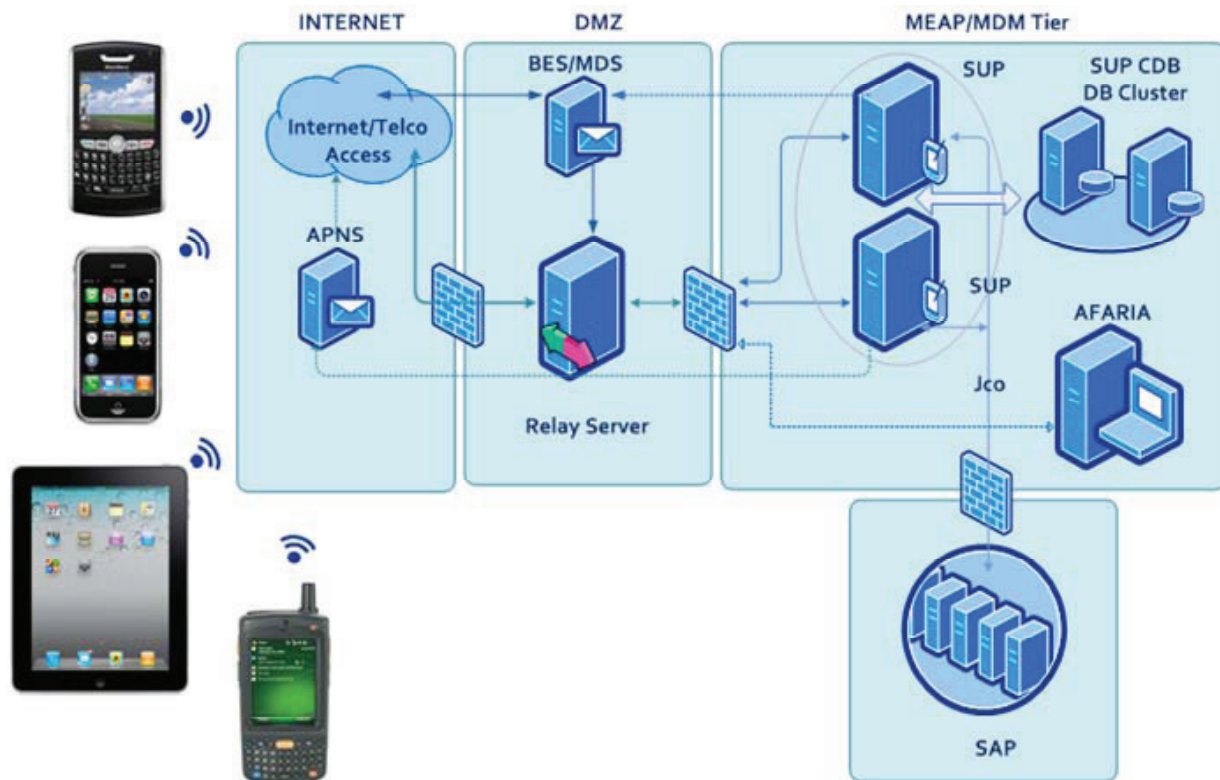 INTERNET
DMZ
MEAP/MDM Tier
BES/MDS
SUP
SUP CDB
DB Cluster
Internet/Telco
Access
APNS
SUP
AFARIA
Jco
Relay Server
SAP